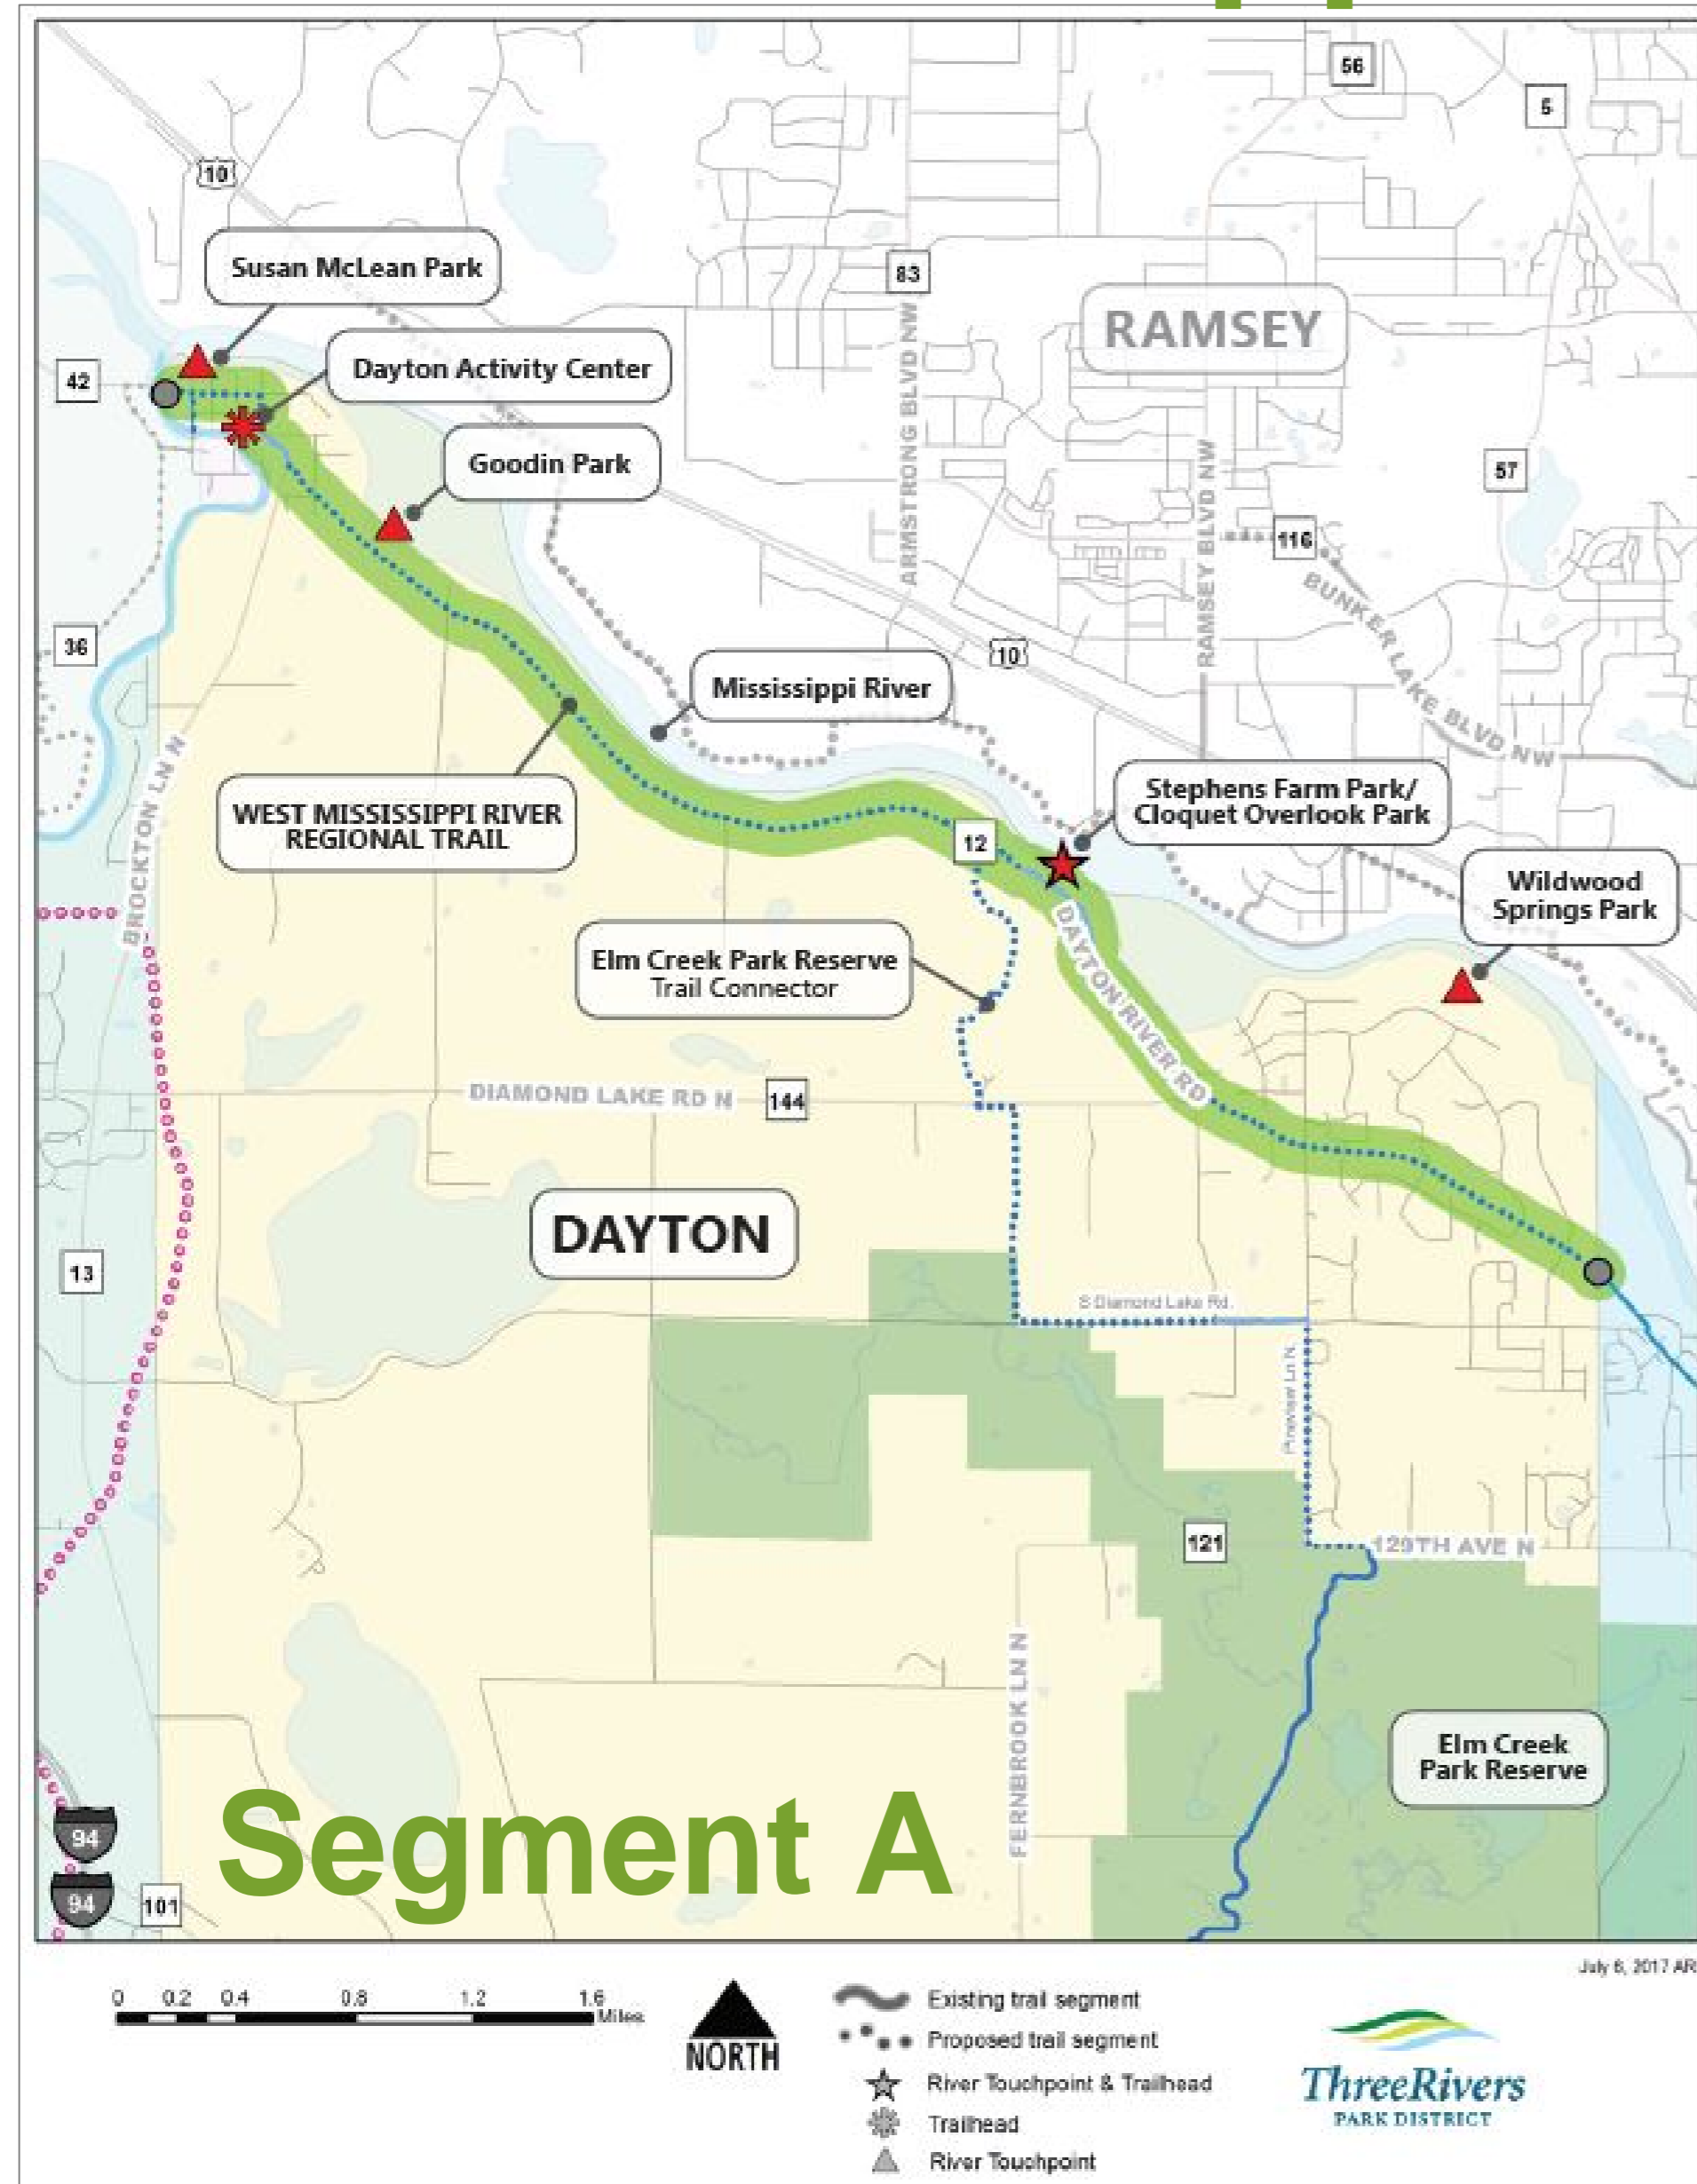 56
5
10
Susan McLean Park
83
RAMSEY
42
Dayton Activity Center
Goodin Park
57
ARMSTRONG BLVD NW
RAMSEY BLVD NW
116
BUNKER LAKE BLVD NW
36
10
Mississippi River
BROCKTON LN N
WEST MISSISSIPPI RIVER
REGIONAL TRAIL
Stephens Farm Park/
Cloquet Overlook Park
12
Wildwood
Springs Park
DAYTON RIVER RD
Elm Creek Park Reserve
Trail Connector
DIAMOND LAKE RD N
144
DAYTON
13
S Diamond Lake Rd.
Pineview Ln N
121
129TH AVE N
FERNBROOK LN N
Elm Creek
Park Reserve
Segment A
94
94
101
July 6, 2017
0 0.2 0.4 0.8 1.2 1.6
Miles
NORTH
Existing trail segment
Proposed trail segment
River Touchpoint & Trailhead
Trailhead
River Touchpoint
ThreeRivers
PARK DISTRICT